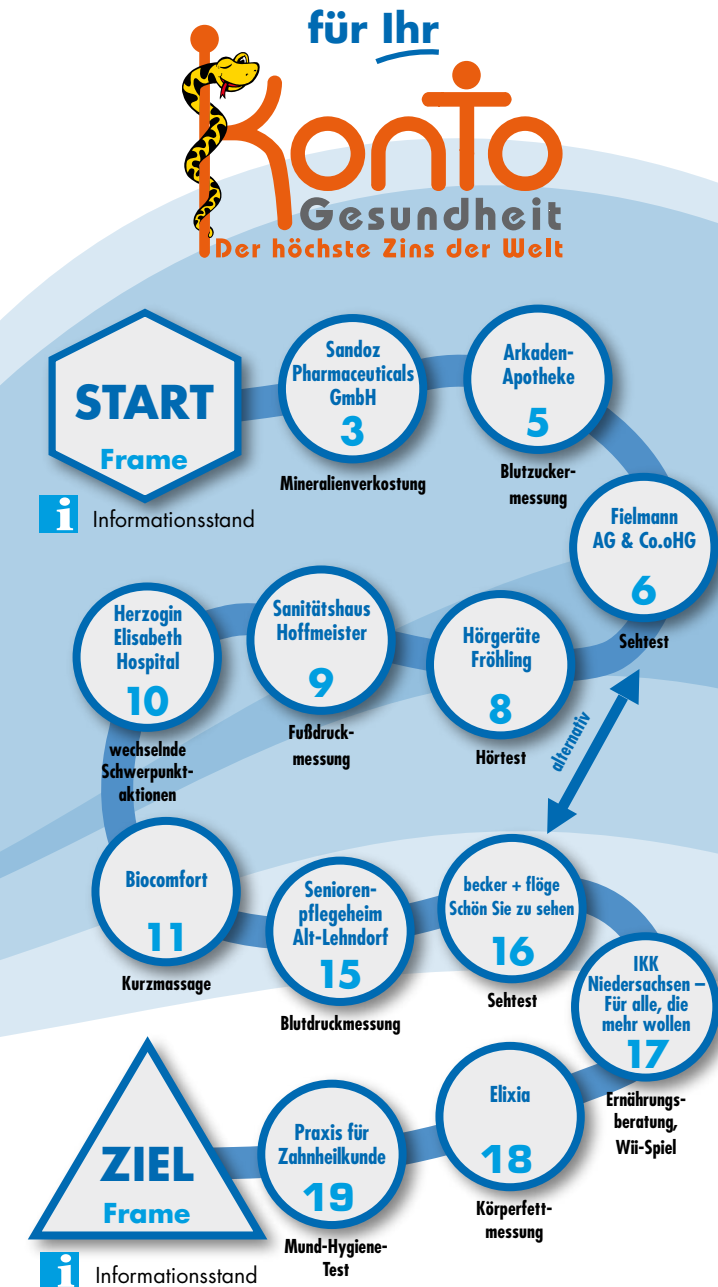 für Ihr
Konto
Gesundheit
Der höchste Zins der Welt
START
Frame
i Informationsstand
Sandoz
Pharmaceuticals
GmbH
3
Mineralienverkostung
Arkaden-
Apotheke
5
Blutzucker-
messung
Fielmann
AG & Co.oHG
6
Sehtest
Hörgeräte
Fröhling
8
Hörtest
Sanitätshaus
Hoffmeister
9
Fußdruck-
messung
Herzogin
Elisabeth
Hospital
10
wechselnde
Schwerpunkt-
aktionen
alternativ
Biocomfort
11
Kurzmassage
Senioren-
pflegeheim
Alt-Lehndorf
15
Blutdruckmessung
becker + flöge
Schön Sie zu sehen
16
Sehtest
IKK
Niedersachsen –
Für alle, die
mehr wollen
17
Ernährungs-
beratung,
Wii-Spiel
Elixia
18
Körperfett-
messung
Praxis für
Zahnheilkunde
19
Mund-Hygiene-
Test
ZIEL
Frame
i Informationsstand